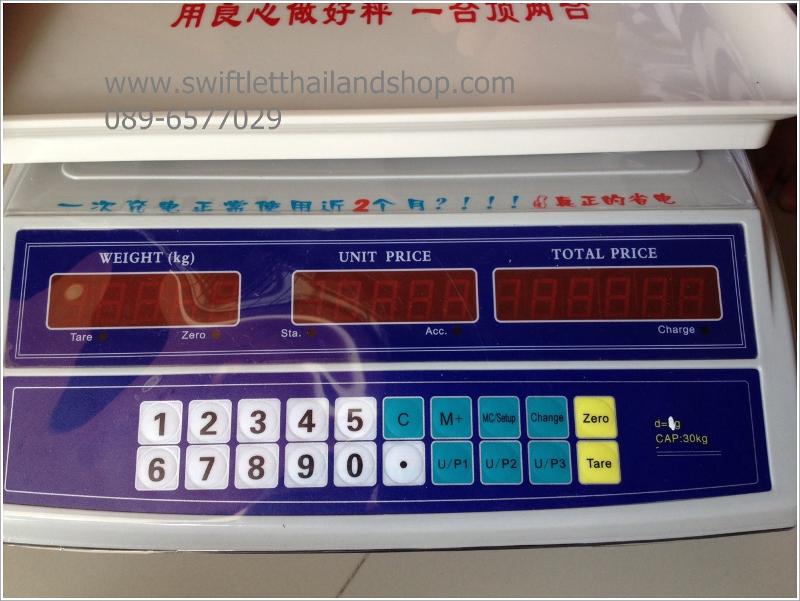 用良心做好秤 一台顶两台
www.swiftletthailandshop.com
089-6577029
一次充电正常使用近2个月?!!!! 真正的省电
WEIGHT (kg) UNIT PRICE TOTAL PRICE
Tare Zero Sta. Acc. Charge
1 2 3 4 5 C M+ MC/Setup Change Zero
6 7 8 9 0 • U/P1 U/P2 U/P3 Tare
d= g
CAP:30kg